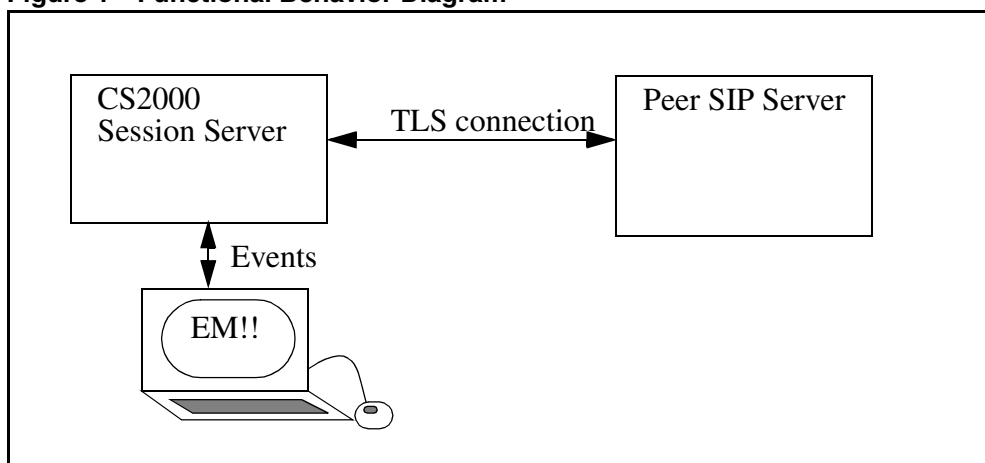 Figure 1 Functional Behavior Diagram
CS2000
Session Server
TLS connection
Peer SIP Server
Events
EM!!